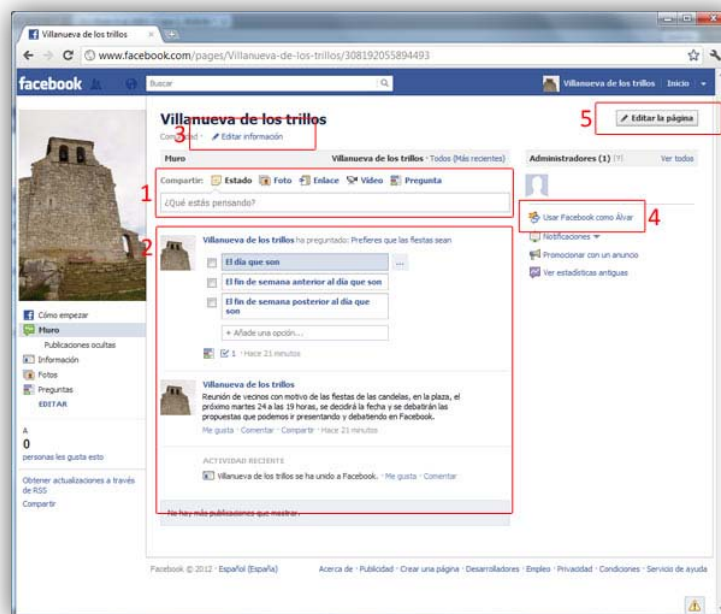 Villanueva de los trillos
www.facebook.com/pages/Villanueva-de-los-trillos/308192055894493
facebook
Buscar
Villanueva de los trillos Inicio
Villanueva de los trillos
5
Editar la página
3
Comunidad · Editar información
Muro
Villanueva de los trillos · Todos (Más recientes)
1
Compartir: Estado Foto Enlace Vídeo Pregunta
¿Qué estás pensando?
2
Villanueva de los trillos ha preguntado: Prefieres que las fiestas sean
El día que son
...
El fin de semana anterior al día que son
El fin de semana posterior al día que
son
+ Añade una opción...
1 · Hace 21 minutos
Villanueva de los trillos
Reunión de vecinos con motivo de las fiestas de las candelas, en la plaza, el
próximo martes 24 a las 19 horas, se decidirá la fecha y se debatirán las
propuestas que podemos ir presentando y debatiendo en Facebook.
Me gusta · Comentar · Compartir · Hace 21 minutos
ACTIVIDAD RECIENTE
Villanueva de los trillos se ha unido a Facebook. · Me gusta · Comentar
No hay más publicaciones que mostrar.
Administradores (1) [?]
Ver todos
Usar Facebook como Álvar
4
Notificaciones
Promocionar con un anuncio
Ver estadísticas antiguas
Cómo empezar
Muro
Publicaciones ocultas
Información
Fotos
Preguntas
EDITAR
A
0
personas les gusta esto
Obtener actualizaciones a través
de RSS
Compartir
Facebook © 2012 · Español (España)
Acerca de · Publicidad · Crear una página · Desarrolladores · Empleo · Privacidad · Condiciones · Servicio de ayuda